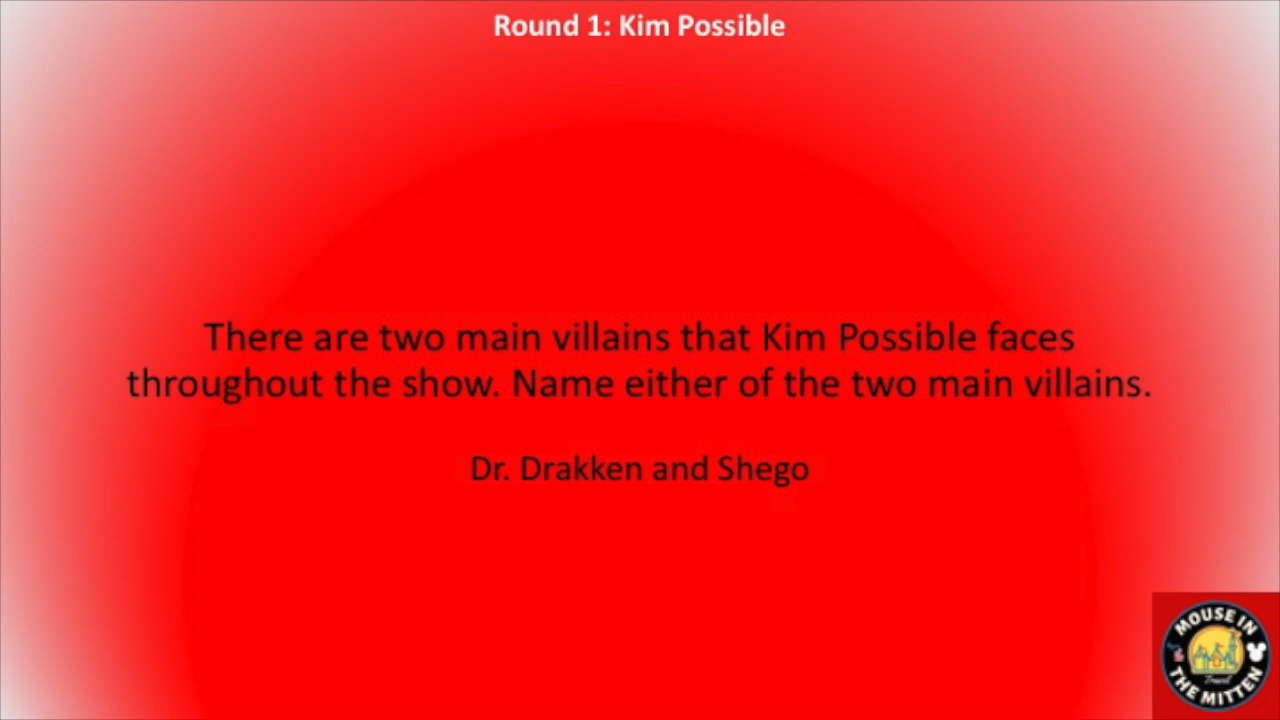 Round 1: Kim Possible
There are two main villains that Kim Possible faces
throughout the show. Name either of the two main villains.
Dr. Drakken and Shego
MOUSE IN
Travel
THE MITTEN